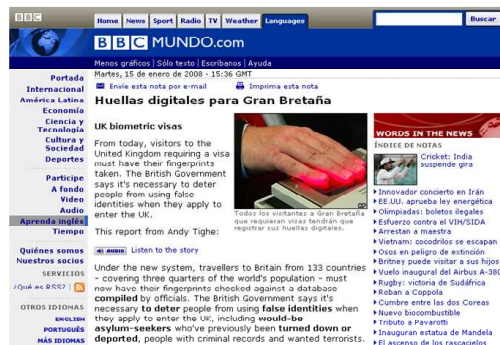 BBC
Home News Sport Radio TV Weather Languages
Buscar
BBC MUNDO.com
Menos gráficos | Sólo texto | Escríbanos | Ayuda
Martes, 15 de enero de 2008 - 15:36 GMT
Envíe esta nota por e-mail
Imprima esta nota
Portada
Internacional
América Latina
Economía
Ciencia y
Tecnología
Cultura y
Sociedad
Deportes
Participe
A fondo
Video
Audio
Aprenda inglés
Tiempo
Quiénes somos
Nuestros socios
SERVICIOS
¿Qué es RSS?
OTROS IDIOMAS
ENGLISH
PORTUGUÊS
MÁS IDIOMAS
Huellas digitales para Gran Bretaña
UK biometric visas
From today, visitors to the
United Kingdom requiring a visa
must have their fingerprints
taken. The British Government
says it's necessary to deter
people from using false
identities when they apply to
enter the UK.
This report from Andy Tighe:
Todos los visitantes a Gran Bretaña
que requieran visas tendrán que
registrar sus huellas digitales.
AUDIO Listen to the story
Under the new system, travellers to Britain from 133 countries
- covering three quarters of the world's population - must
now have their fingerprints checked against a database
compiled by officials. The British Government says it's
necessary to deter people from using false identities when
they apply to enter the UK, including would-be
asylum-seekers who've previously been turned down or
deported, people with criminal records and wanted terrorists.
WORDS IN THE NEWS
ÍNDICE DE NOTAS
Cricket: India
suspende gira
Innovador concierto en Irán
EE.UU. aprueba ley energética
Olimpiadas: boletos ilegales
Esfuerzo contra el VIH/SIDA
Arrestan a maestra
Vietnam: cocodrilos se escapan
Osos en peligro de extinción
Britney puede visitar a sus hijos
Vuelo inaugural del Airbus A-380
Rugby: victoria de Sudáfrica
Roban a Coppola
Cumbre entre las dos Coreas
Nuevo biocombustible
Tributo a Pavarotti
Inauguran estatua de Mandela
El ascenso de los rascacielos